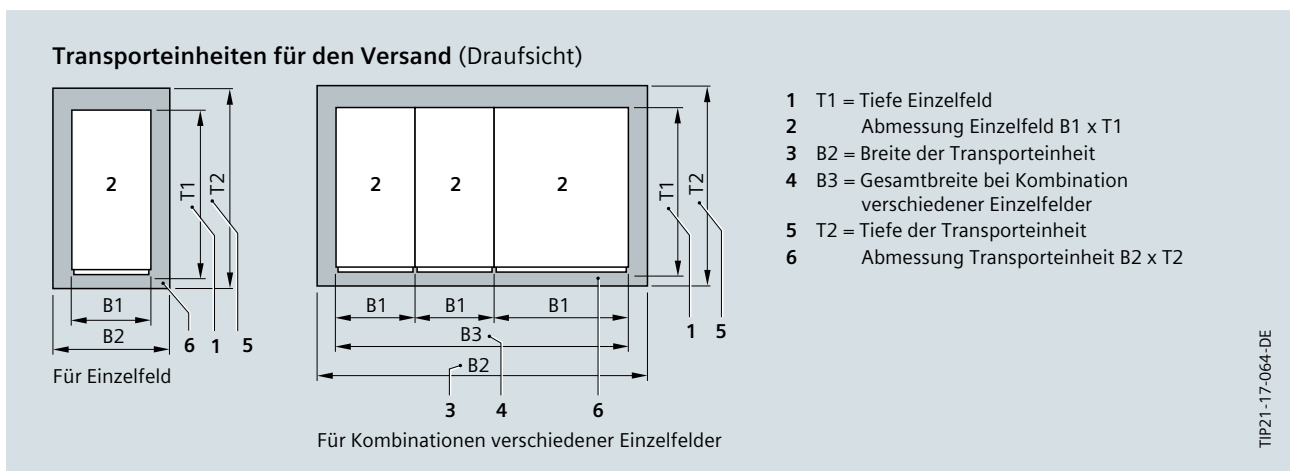 Transporteinheiten für den Versand (Draufsicht)
2
T1
T2
B1
B2
6 1 5
Für Einzelfeld
2 2 2
T1
T2
B1 B1 B1
B3
B2
1 5
3 4 6
Für Kombinationen verschiedener Einzelfelder
1 T1 = Tiefe Einzelfeld
2 Abmessung Einzelfeld B1 x T1
3 B2 = Breite der Transporteinheit
4 B3 = Gesamtbreite bei Kombination
verschiedener Einzelfelder
5 T2 = Tiefe der Transporteinheit
6 Abmessung Transporteinheit B2 x T2
TIP21-17-064-DE